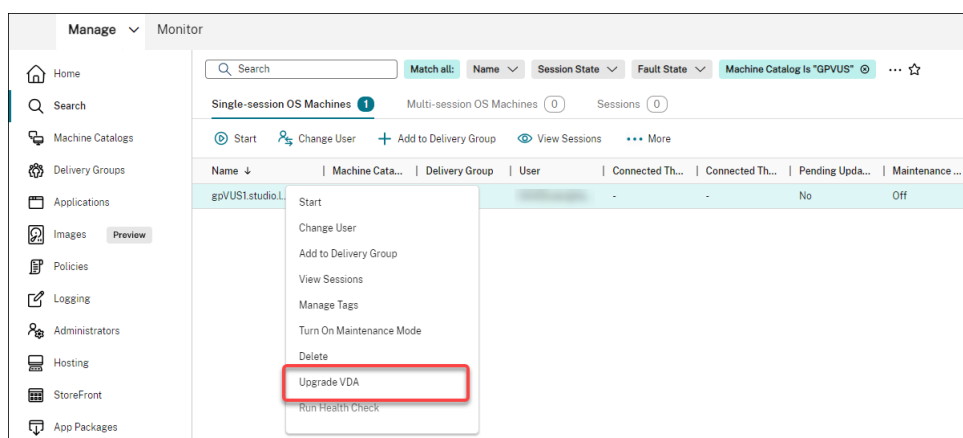 Manage Monitor
Home
Search
Machine Catalogs
Delivery Groups
Applications
Images Preview
Policies
Logging
Administrators
Hosting
StoreFront
App Packages
Search Match all: Name Session State Fault State Machine Catalog Is "GPVUS" ...
Single-session OS Machines 1 Multi-session OS Machines 0 Sessions 0
Start Change User Add to Delivery Group View Sessions ... More
Name ↓ | Machine Cata... | Delivery Group | User | Connected Th... | Connected Th... | Pending Upda... | Maintenance ...
gpVUS1.studio.l... - - No Off
Start
Change User
Add to Delivery Group
View Sessions
Manage Tags
Turn On Maintenance Mode
Delete
Upgrade VDA
Run Health Check